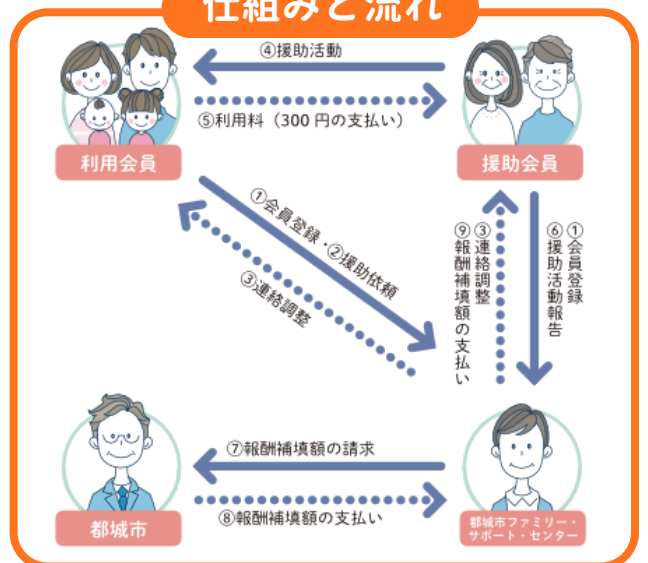 仕組みと流れ
④援助活動
⑤利用料（300円の支払い）
利用会員
援助会員
①会員登録・②援助依頼
③連絡調整
①会員登録
⑥援助活動報告
③連絡調整
⑨報酬補填額の支払い
⑦報酬補填額の請求
⑧報酬補填額の支払い
都城市
都城市ファミリー・
サポート・センター